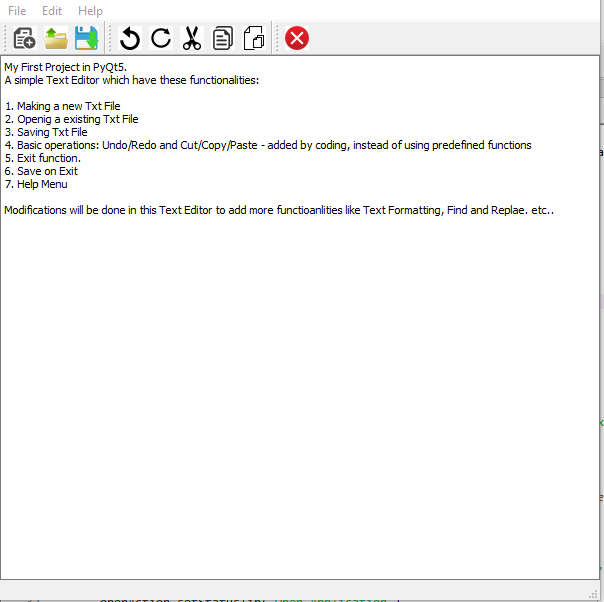 File Edit Help
My First Project in PyQt5.
A simple Text Editor which have these functionalities:
1. Making a new Txt File
2. Openig a existing Txt File
3. Saving Txt File
4. Basic operations: Undo/Redo and Cut/Copy/Paste - added by coding, instead of using predefined functions
5. Exit function.
6. Save on Exit
7. Help Menu
Modifications will be done in this Text Editor to add more functioanlities like Text Formatting, Find and Replae. etc..